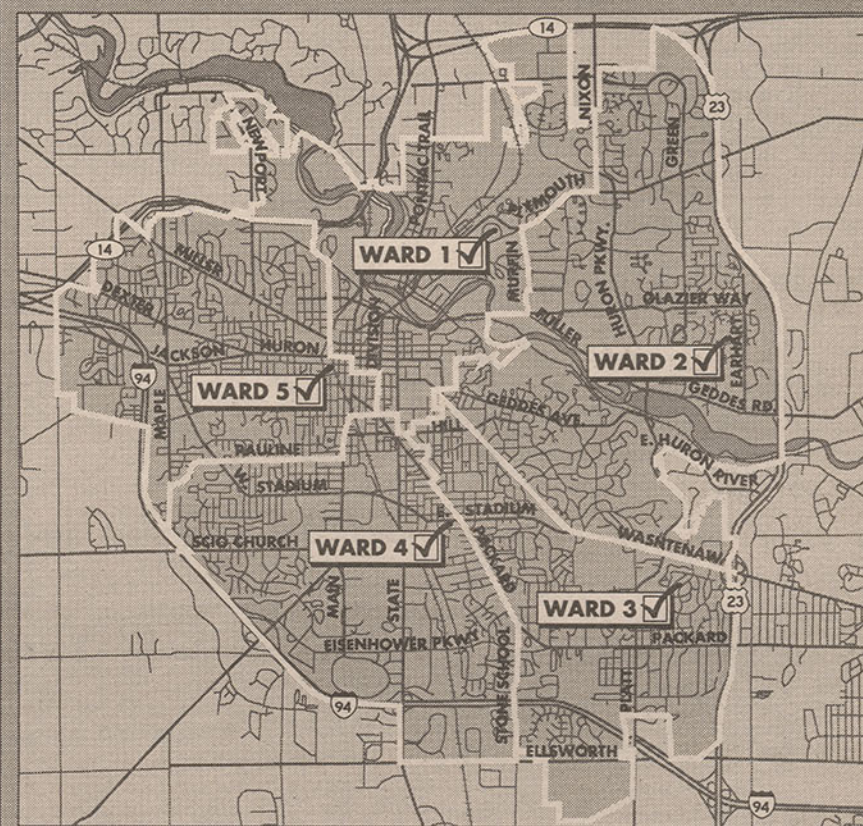 14
NIXON
23
NEWPORT
PONTIAC TRAIL
GREEN
PLYMOUTH
14
WARD 1
MURFIN
HURON PKWY.
FULLER
DEXTER
GLAZIER WAY
DIVISION
FULLER
JACKSON
HURON
WARD 2
EARHART
94
WARD 5
GEDDES AVE.
GEDDES RD.
MAPLE
HILL
PAULINE
E. HURON RIVER
W. STADIUM
E. STADIUM
SCIO CHURCH
WARD 4
PACKARD
WASHTENAW
MAIN
STATE
WARD 3
23
EISENHOWER PKWY
STONE SCHOOL
PACKARD
PLATT
94
ELLSWORTH
94